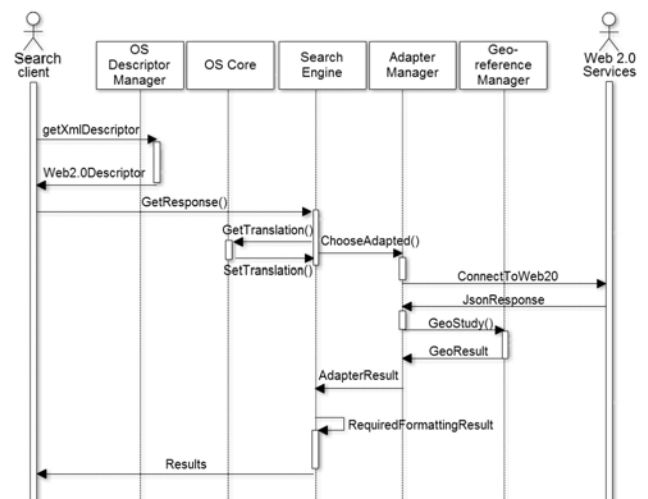 Search
client
OS
Descriptor
Manager
OS Core
Search
Engine
Adapter
Manager
Geo-
reference
Manager
Web 2.0
Services
getXmlDescriptor
Web2.0Descriptor
GetResponse()
GetTranslation()
ChooseAdapted()
SetTranslation()
ConnectToWeb20
JsonResponse
GeoStudy()
GeoResult
AdapterResult
RequiredFormattingResult
Results